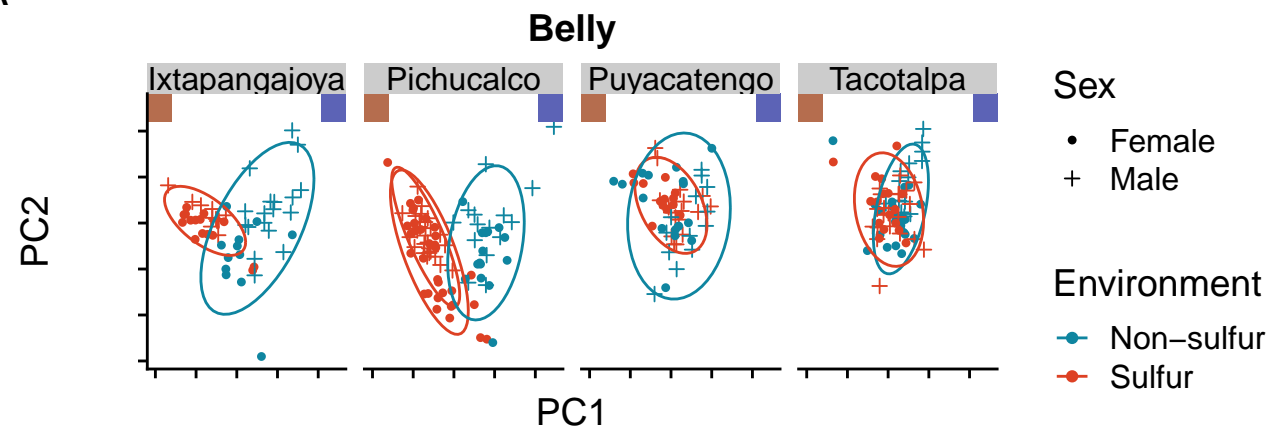 Belly
Ixtapangajoya Pichucalco Puyacatengo Tacotalpa
PC2
PC1
Sex
Female
Male
Environment
Non−sulfur
Sulfur